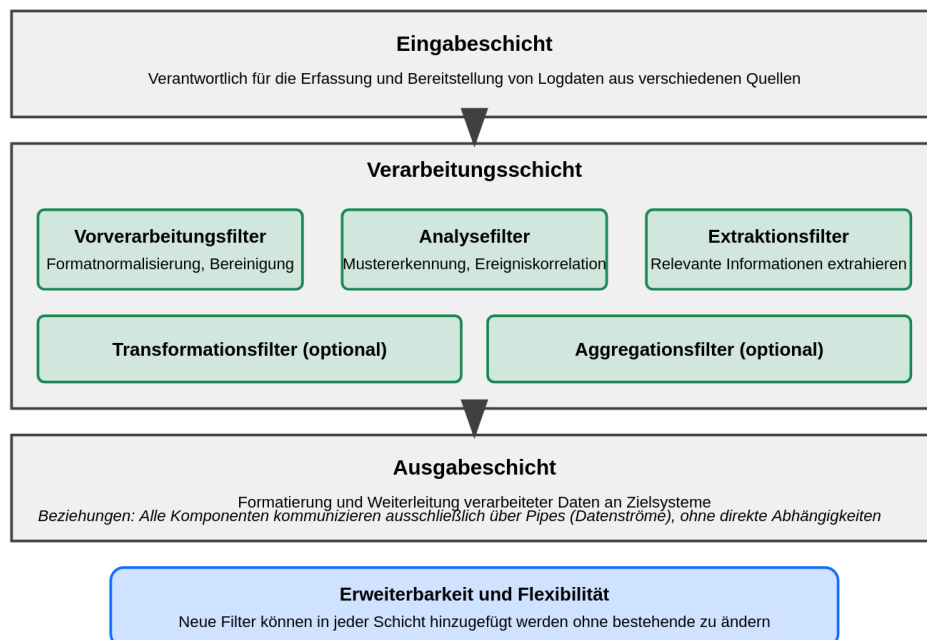 Eingabeschicht
Verantwortlich für die Erfassung und Bereitstellung von Logdaten aus verschiedenen Quellen
Verarbeitungsschicht
Vorverarbeitungsfilter
Formatnormalisierung, Bereinigung
Analysefilter
Mustererkennung, Ereigniskorrelation
Extraktionsfilter
Relevante Informationen extrahieren
Transformationsfilter (optional)
Aggregationsfilter (optional)
Ausgabeschicht
Formatierung und Weiterleitung verarbeiteter Daten an Zielsysteme
Beziehungen: Alle Komponenten kommunizieren ausschließlich über Pipes (Datenströme), ohne direkte Abhängigkeiten
Erweiterbarkeit und Flexibilität
Neue Filter können in jeder Schicht hinzugefügt werden ohne bestehende zu ändern